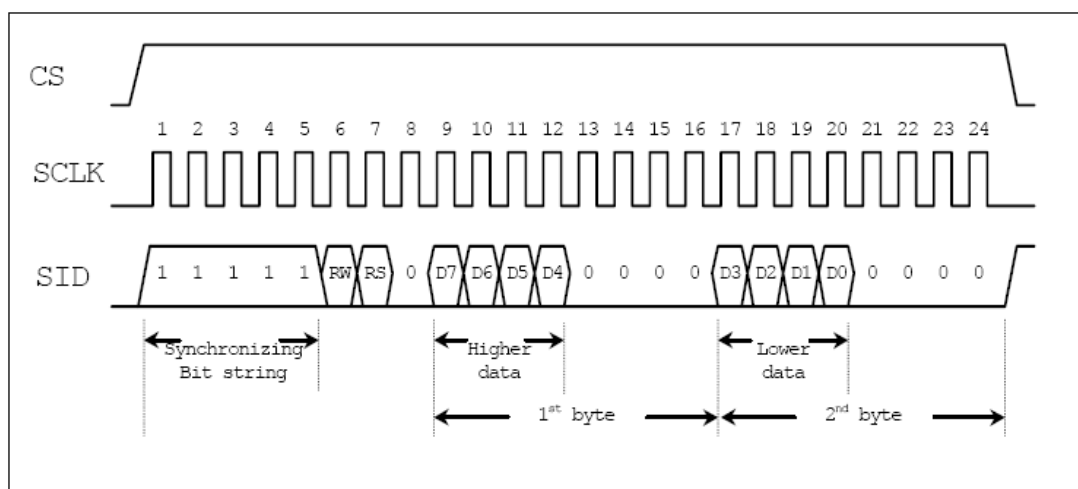 CS
1 2 3 4 5 6 7 8 9 10 11 12 13 14 15 16 17 18 19 20 21 22 23 24
SCLK
SID 1 1 1 1 1 RW RS 0 D7 D6 D5 D4 0 0 0 0 D3 D2 D1 D0 0 0 0 0
Synchronizing Higher Lower
Bit string data data
1st byte 2nd byte